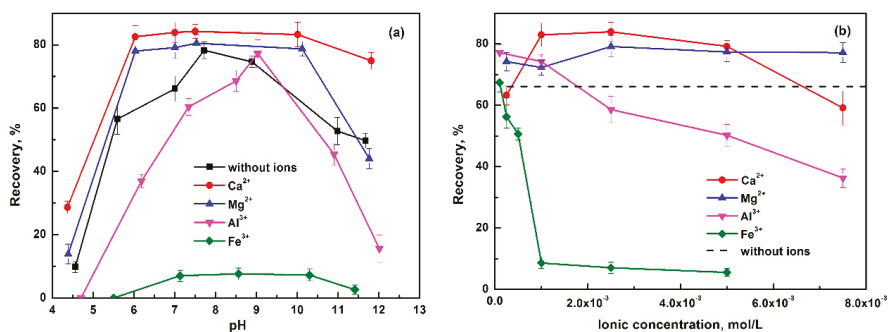 (a)
Recovery, %
100
80
60
40
20
0
without ions
Ca²⁺
Mg²⁺
Al³⁺
Fe³⁺
4 5 6 7 8 9 10 11 12 13
pH
(b)
Recovery, %
100
80
60
40
20
0
Ca²⁺
Mg²⁺
Al³⁺
Fe³⁺
without ions
0.0 2.0x10⁻³ 4.0x10⁻³ 6.0x10⁻³ 8.0x10⁻³
Ionic concentration, mol/L